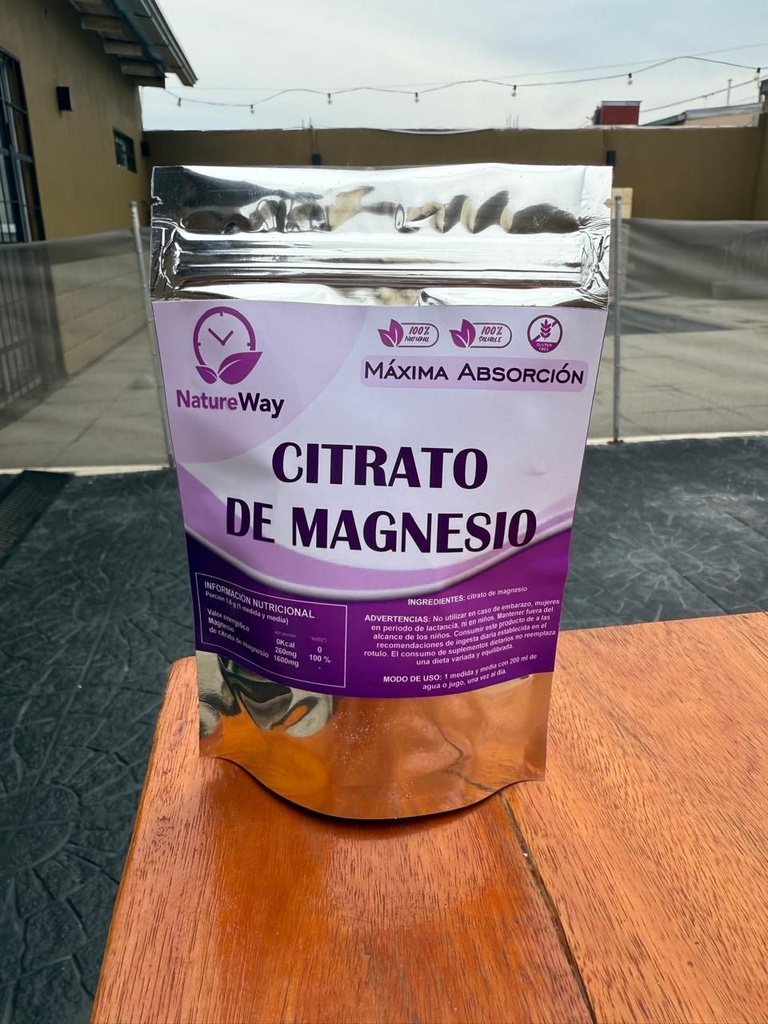 100% NATURAL
100% SOLUBLE
GLUTEN FREE
MÁXIMA ABSORCIÓN
NatureWay
CITRATO
DE MAGNESIO
INFORMACIÓN NUTRICIONAL
Porción 1.6 g (1 medida y media)
por porción %VD(*)
Valor energético 0Kcal 0
Magnesio 260mg 100 %
de citrato de magnesio 1600mg -
INGREDIENTES: citrato de magnesio
ADVERTENCIAS: No utilizar en caso de embarazo, mujeres
en periodo de lactancia, ni en niños. Mantener fuera del
alcance de los niños. Consumir este producto de a las
recomendaciones de ingesta diaria establecida en el
rotulo. El consumo de suplementos dietarios no reemplaza
una dieta variada y equilibrada.
MODO DE USO: 1 medida y media con 200 ml de
agua o jugo, una vez al día.